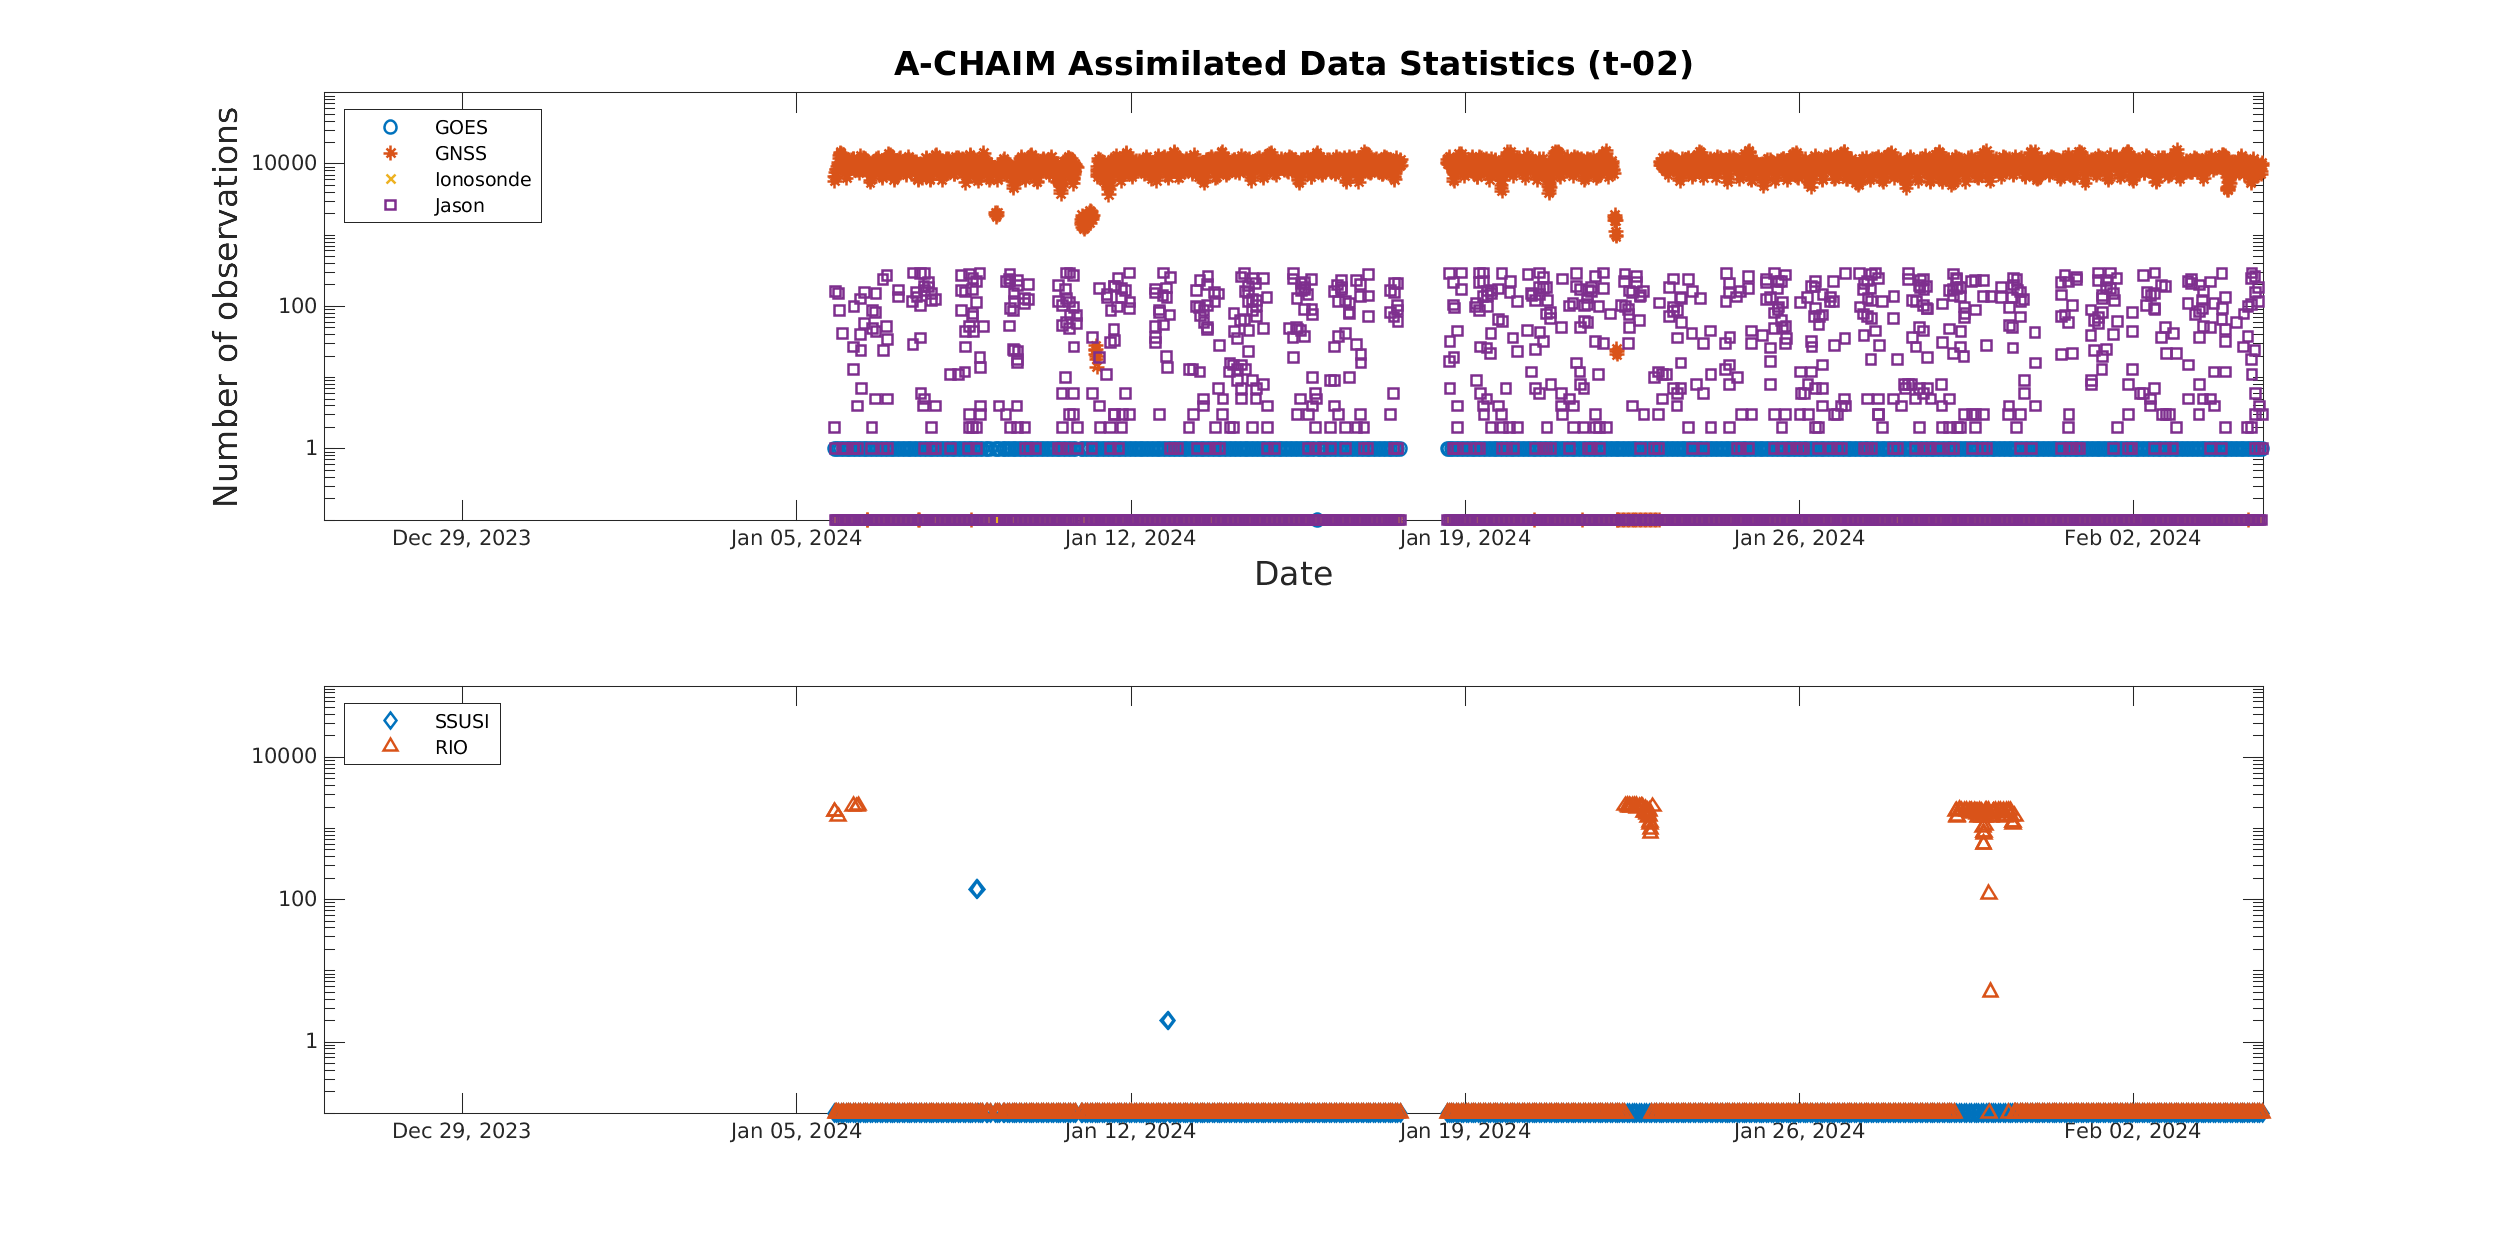 A-CHAIM Assimilated Data Statistics (t-02)
Number of observations
10000
100
1
GOES
GNSS
Ionosonde
Jason
Dec 29, 2023
Jan 05, 2024
Jan 12, 2024
Jan 19, 2024
Jan 26, 2024
Feb 02, 2024
Date
10000
100
1
SSUSI
RIO
Dec 29, 2023
Jan 05, 2024
Jan 12, 2024
Jan 19, 2024
Jan 26, 2024
Feb 02, 2024